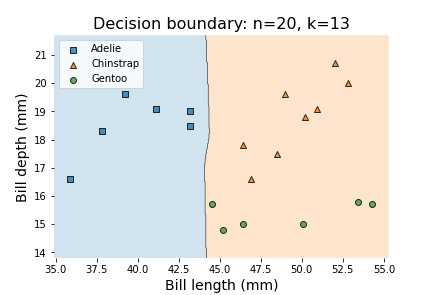 Decision boundary: n=20, k=13
Adelie
Chinstrap
Gentoo
Bill depth (mm)
21
20
19
18
17
16
15
14
35.0 37.5 40.0 42.5 45.0 47.5 50.0 52.5 55.0
Bill length (mm)